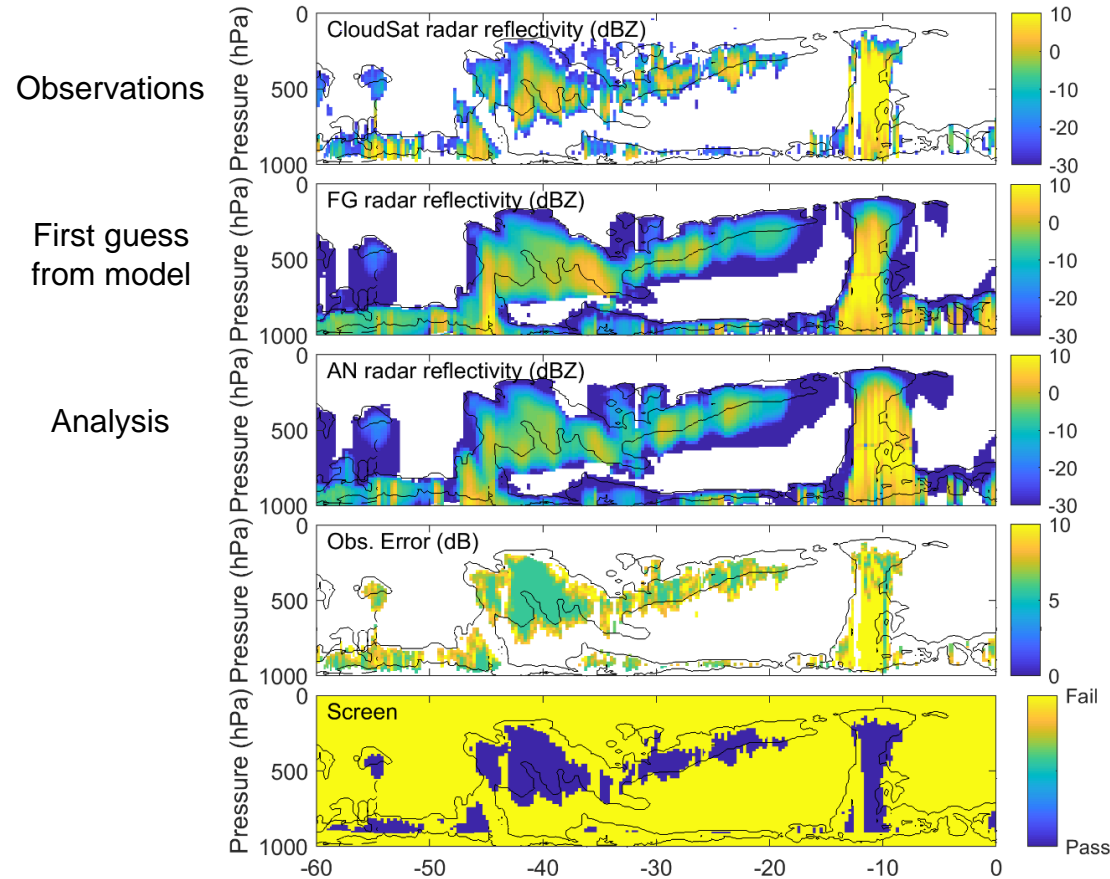 Observations
Pressure (hPa)
0
500
1000
CloudSat radar reflectivity (dBZ)
10
0
-10
-20
-30
First guess
from model
Pressure (hPa)
0
500
1000
FG radar reflectivity (dBZ)
10
0
-10
-20
-30
Analysis
Pressure (hPa)
0
500
1000
AN radar reflectivity (dBZ)
10
0
-10
-20
-30
Pressure (hPa)
0
500
1000
Obs. Error (dB)
10
5
0
Pressure (hPa)
0
500
1000
Screen
Fail
Pass
-60
-50
-40
-30
-20
-10
0